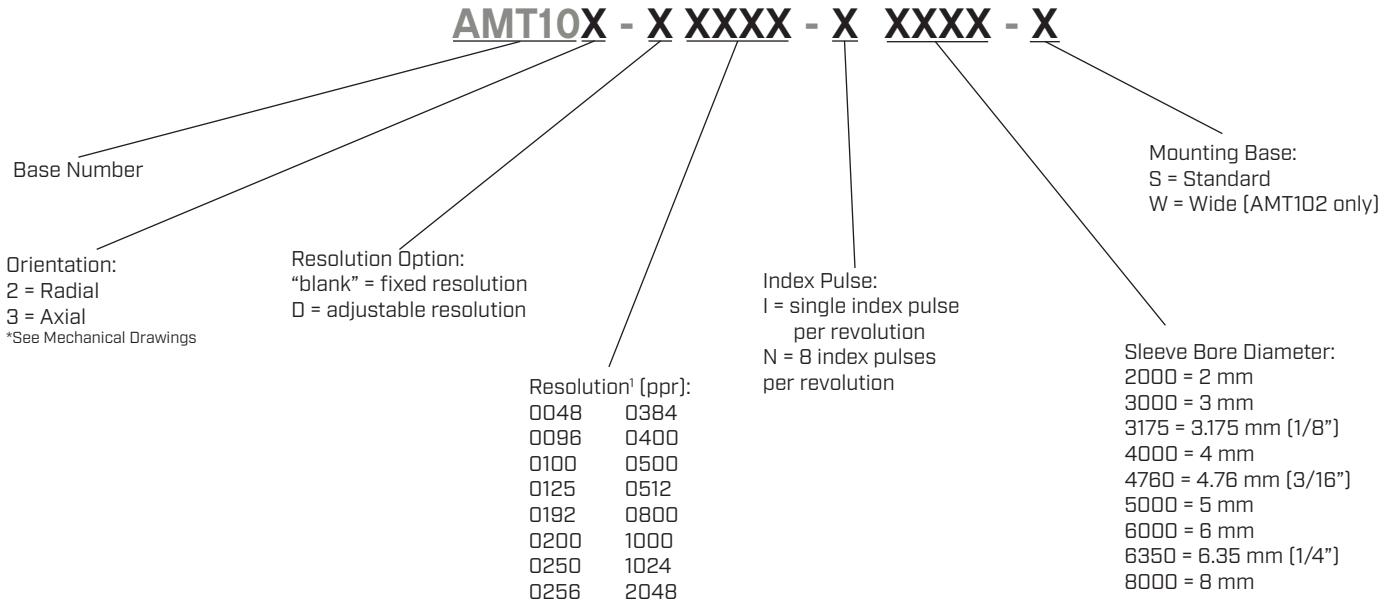 AMT10X - X XXXX - X XXXX - X
Base Number
Orientation:
2 = Radial
3 = Axial
*See Mechanical Drawings
Resolution Option:
“blank” = fixed resolution
D = adjustable resolution
Resolution¹ (ppr):
0048 0384
0096 0400
0100 0500
0125 0512
0192 0800
0200 1000
0250 1024
0256 2048
Index Pulse:
I = single index pulse
per revolution
N = 8 index pulses
per revolution
Sleeve Bore Diameter:
2000 = 2 mm
3000 = 3 mm
3175 = 3.175 mm (1/8”)
4000 = 4 mm
4760 = 4.76 mm (3/16”)
5000 = 5 mm
6000 = 6 mm
6350 = 6.35 mm (1/4”)
8000 = 8 mm
Mounting Base:
S = Standard
W = Wide (AMT102 only)